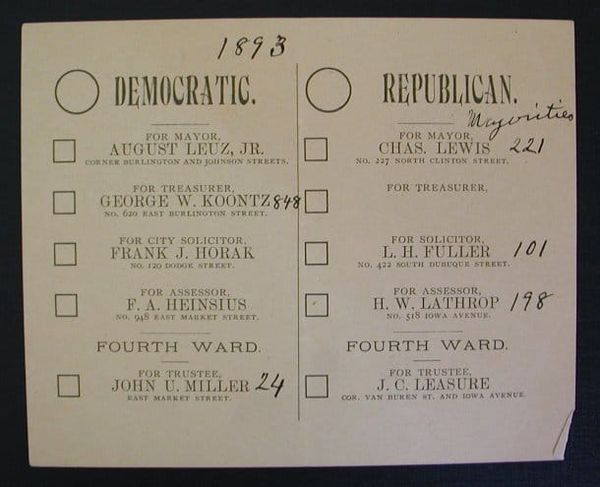 1893
DEMOCRATIC.
FOR MAYOR,
AUGUST LEUZ, JR.
CORNER BURLINGTON AND JOHNSON STREETS.
FOR TREASURER,
GEORGE W. KOONTZ 848
NO. 620 EAST BURLINGTON STREET.
FOR CITY SOLICITOR,
FRANK J. HORAK
NO. 120 DODGE STREET.
FOR ASSESSOR,
F. A. HEINSIUS
NO. 948 EAST MARKET STREET.
FOURTH WARD.
FOR TRUSTEE,
JOHN U. MILLER 24
EAST MARKET STREET.
REPUBLICAN.
Majorities
FOR MAYOR,
CHAS. LEWIS 221
NO. 227 NORTH CLINTON STREET.
FOR TREASURER,
FOR SOLICITOR,
L. H. FULLER 101
NO. 422 SOUTH DUBUQUE STREET.
FOR ASSESSOR,
H. W. LATHROP 198
NO. 518 IOWA AVENUE.
FOURTH WARD.
FOR TRUSTEE,
J. C. LEASURE
COR. VAN BUREN ST. AND IOWA AVENUE.